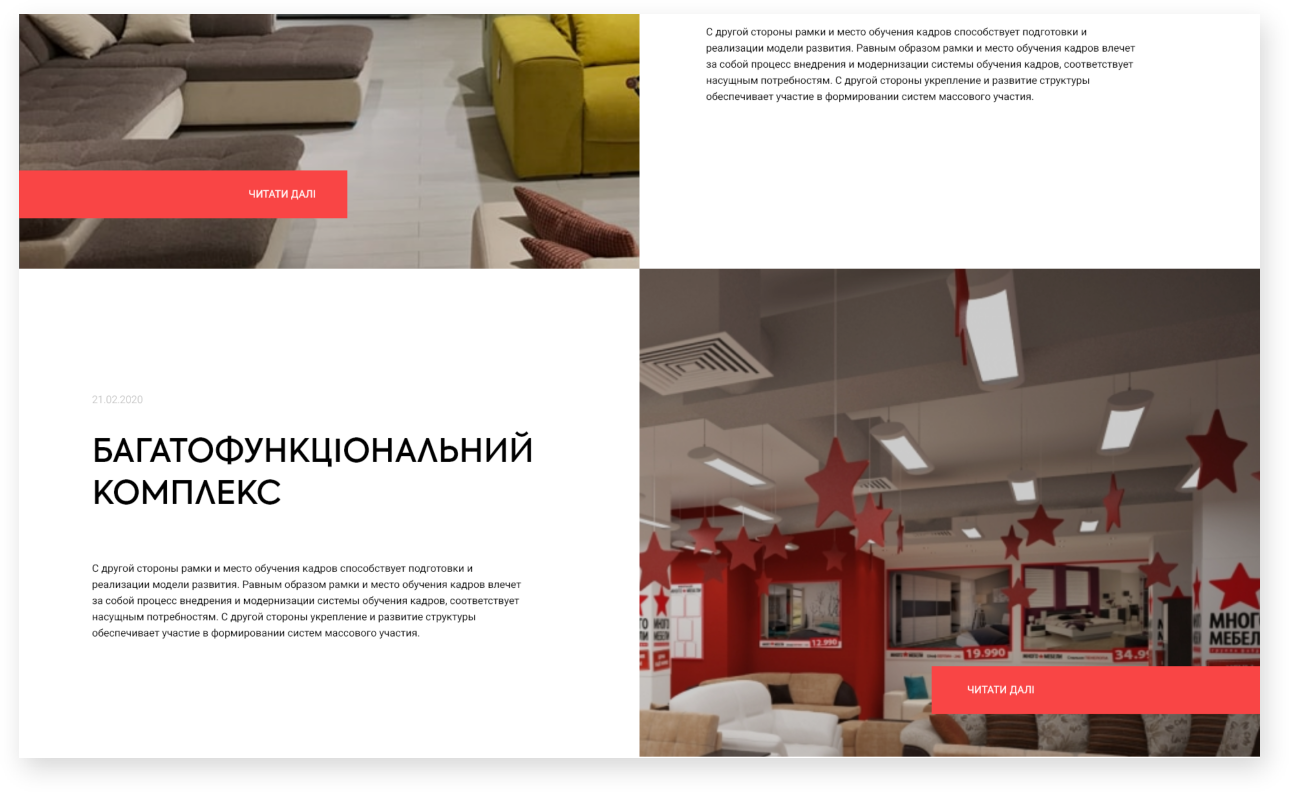 С другой стороны рамки и место обучения кадров способствует подготовки и
реализации модели развития. Равным образом рамки и место обучения кадров влечет
за собой процесс внедрения и модернизации системы обучения кадров, соответствует
насущным потребностям. С другой стороны укрепление и развитие структуры
обеспечивает участие в формировании систем массового участия.
ЧИТАТИ ДАЛІ
21.02.2020
БАГАТОФУНКЦІОНАЛЬНИЙ
КОМПЛЕКС
С другой стороны рамки и место обучения кадров способствует подготовки и
реализации модели развития. Равным образом рамки и место обучения кадров влечет
за собой процесс внедрения и модернизации системы обучения кадров, соответствует
насущным потребностям. С другой стороны укрепление и развитие структуры
обеспечивает участие в формировании систем массового участия.
12.990
19.990
34.9
МНОГ
МЕБЕЛ
ЧИТАТИ ДАЛІ